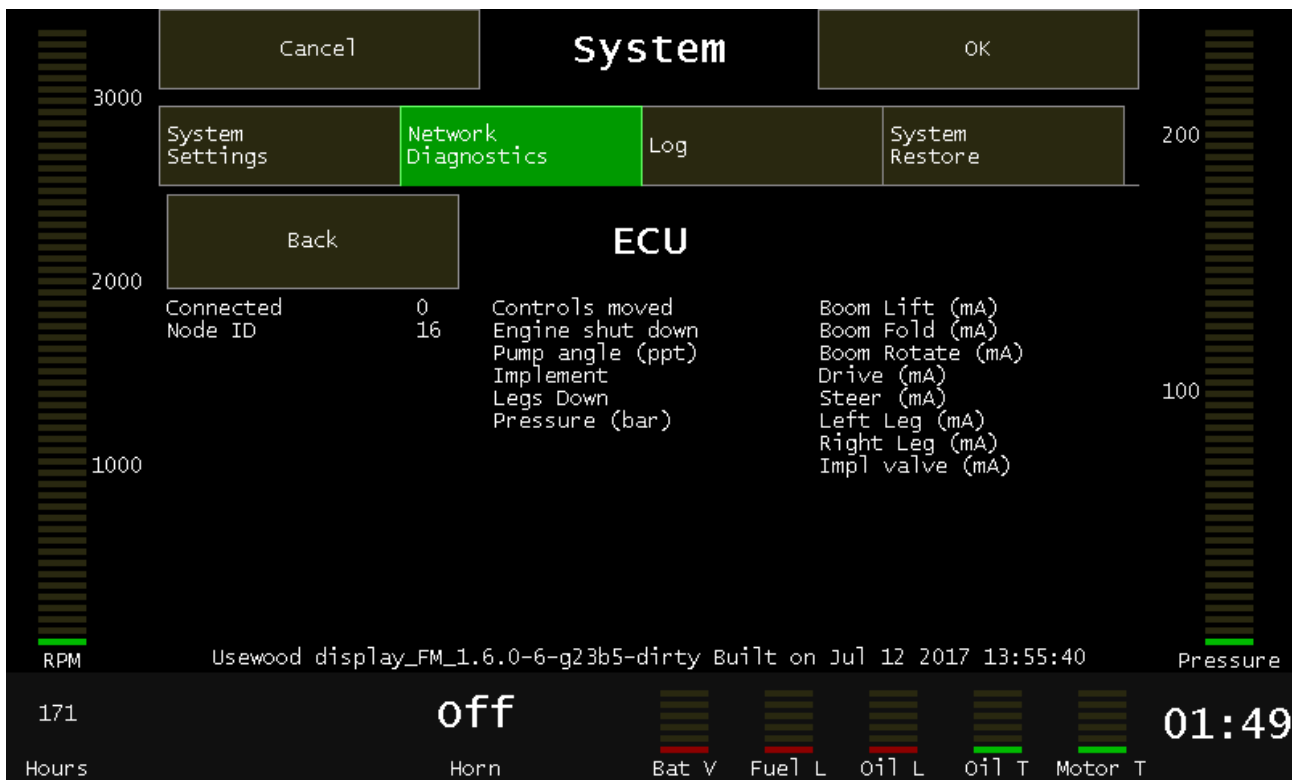 Cancel
System
OK
3000
System
Settings
Network
Diagnostics
Log
System
Restore
200
Back
ECU
2000
Connected 0
Node ID 16
Controls moved
Engine shut down
Pump angle (ppt)
Implement
Legs Down
Pressure (bar)
Boom Lift (mA)
Boom Fold (mA)
Boom Rotate (mA)
Drive (mA)
Steer (mA)
Left Leg (mA)
Right Leg (mA)
Impl valve (mA)
100
1000
RPM
Usewood display_FM_1.6.0-6-g23b5-dirty Built on Jul 12 2017 13:55:40
Pressure
171
Hours
Off
Horn
Bat V
Fuel L
Oil L
Oil T
Motor T
01:49